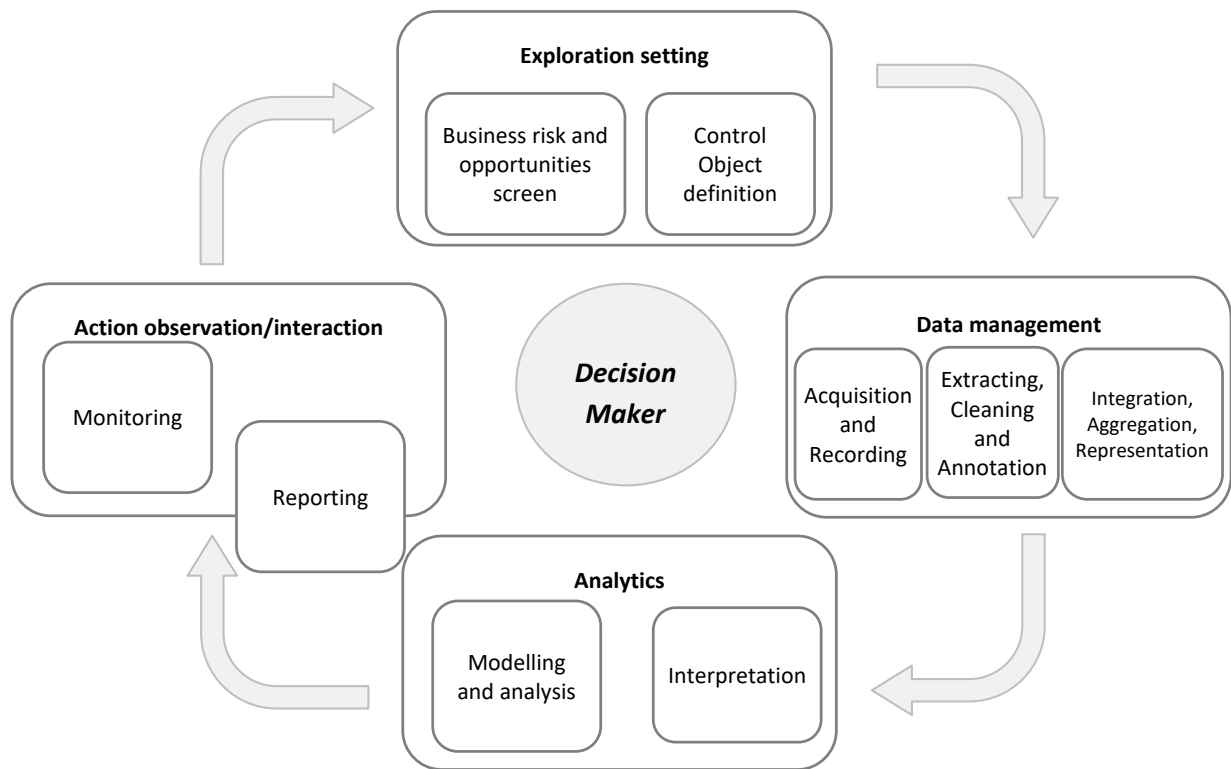 Exploration setting
Business risk and
opportunities
screen
Control
Object
definition
Action observation/interaction
Monitoring
Reporting
Decision
Maker
Data management
Acquisition
and
Recording
Extracting,
Cleaning
and
Annotation
Integration,
Aggregation,
Representation
Analytics
Modelling
and analysis
Interpretation